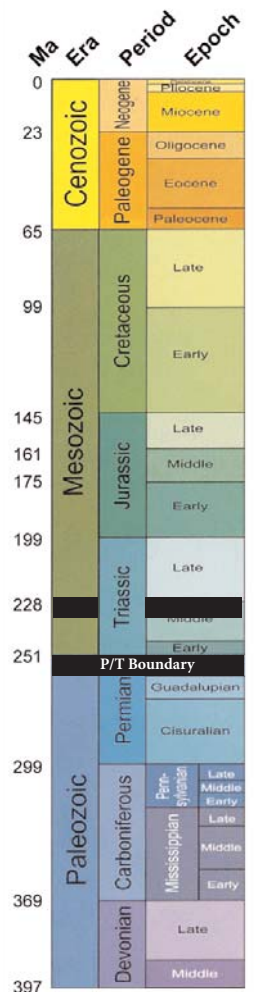 Ma Era Period Epoch
0
Cenozoic
Neogene
Pliocene
Miocene
23
Paleogene
Oligocene
Eocene
Paleocene
65
Mesozoic
Cretaceous
Late
99
Early
145
Jurassic
Late
161
Middle
175
Early
199
Triassic
Late
228
Middle
Early
251
P/T Boundary
Paleozoic
Permian
Guadalupian
Cisuralian
299
Carboniferous
Penn-
sylvanian
Late
Middle
Early
Mississippian
Late
Middle
Early
369
Devonian
Late
Middle
397